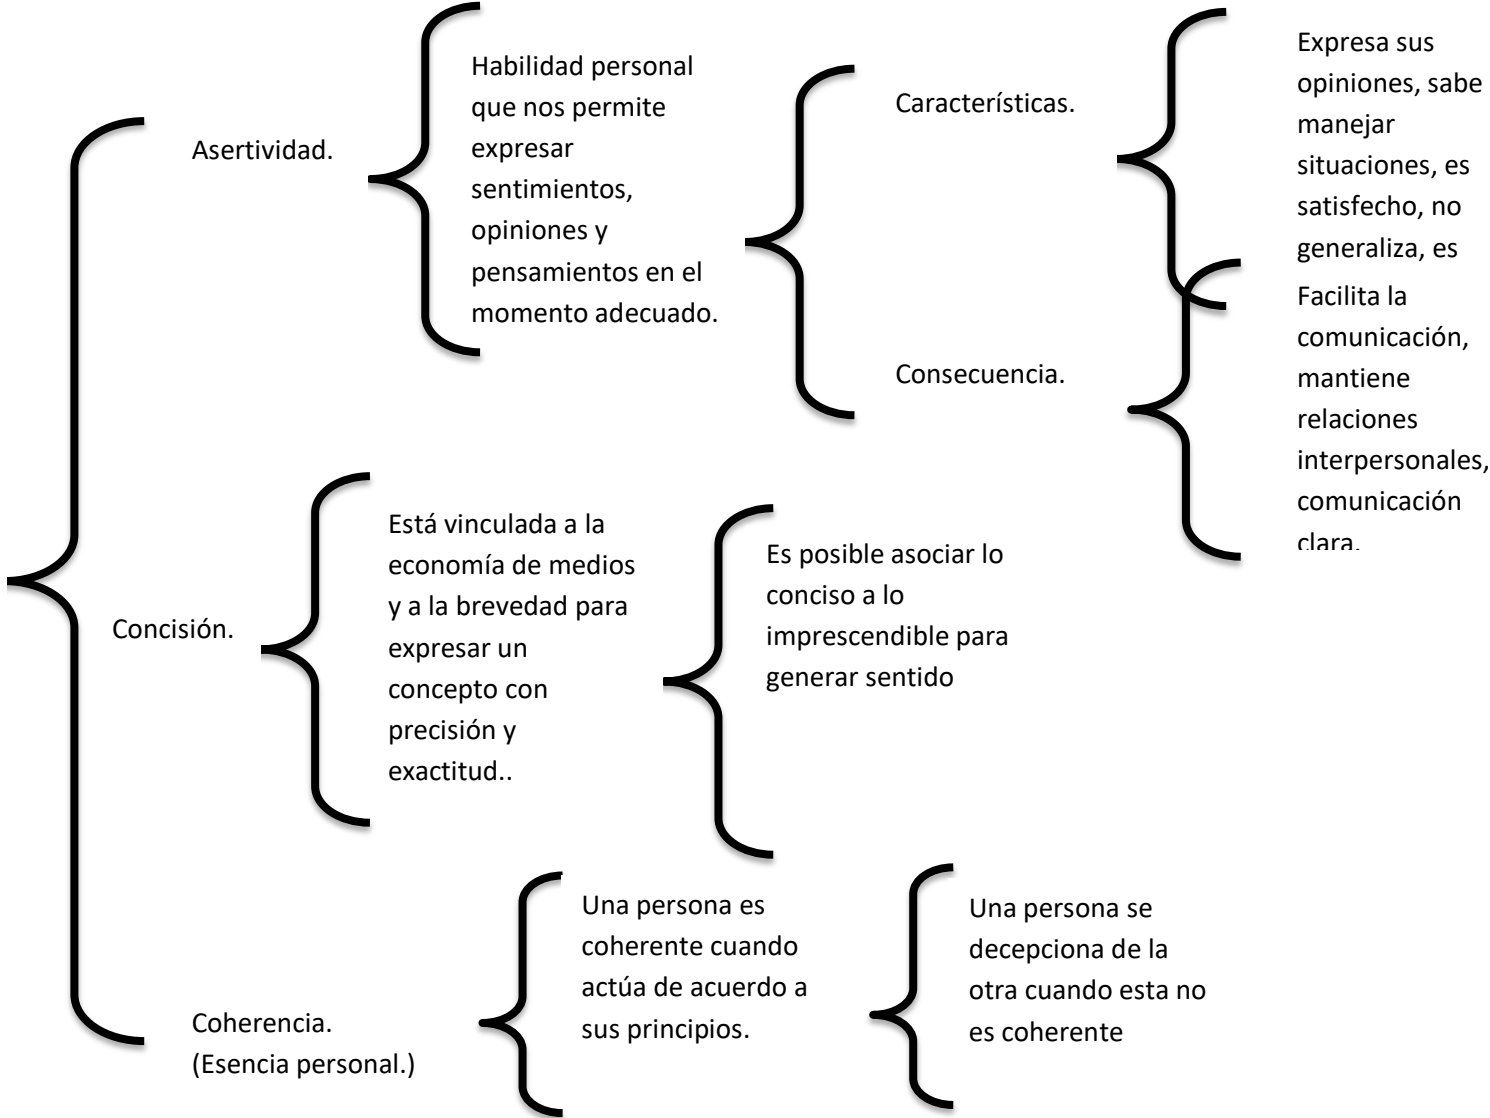 Asertividad.
Habilidad personal
que nos permite
expresar
sentimientos,
opiniones y
pensamientos en el
momento adecuado.
Características.
Expresa sus
opiniones, sabe
manejar
situaciones, es
satisfecho, no
generaliza, es
Consecuencia.
Facilita la
comunicación,
mantiene
relaciones
interpersonales,
comunicación
clara.
Concisión.
Está vinculada a la
economía de medios
y a la brevedad para
expresar un
concepto con
precisión y
exactitud..
Es posible asociar lo
conciso a lo
imprescendible para
generar sentido
Coherencia.
(Esencia personal.)
Una persona es
coherente cuando
actúa de acuerdo a
sus principios.
Una persona se
decepciona de la
otra cuando esta no
es coherente